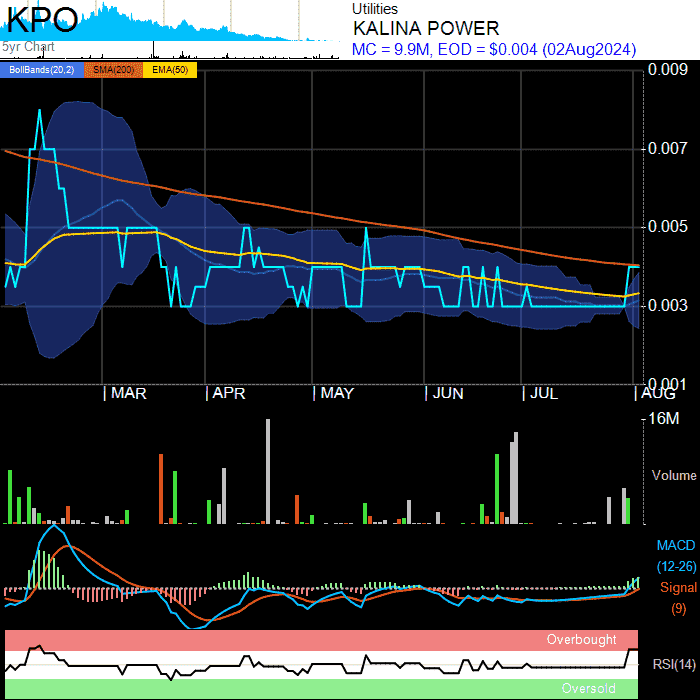 KPO
5yr Chart
Utilities
KALINA POWER
MC = 9.9M, EOD = $0.004 (02Aug2024)
BollBands(20,2) SMA(200) EMA(50)
0.009
0.007
0.005
0.003
0.001
MAR APR MAY JUN JUL AUG
16M
Volume
MACD
(12-26)
Signal
(9)
Overbought
RSI(14)
Oversold